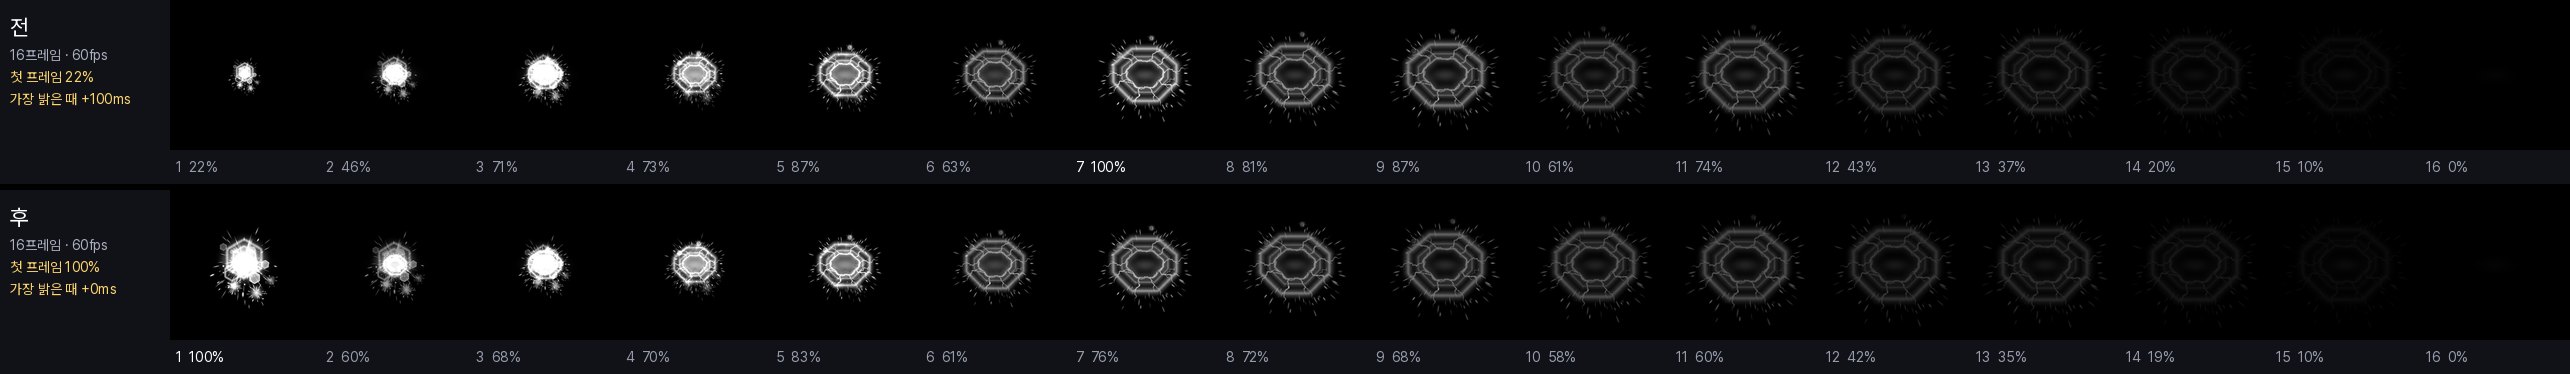 전
16프레임 · 60fps
첫 프레임 22%
가장 밝은 때 +100ms
1 22% 2 46% 3 71% 4 73% 5 87% 6 63% 7 100% 8 81% 9 87% 10 61% 11 74% 12 43% 13 37% 14 20% 15 10% 16 0%
후
16프레임 · 60fps
첫 프레임 100%
가장 밝은 때 +0ms
1 100% 2 60% 3 68% 4 70% 5 83% 6 61% 7 76% 8 72% 9 68% 10 58% 11 60% 12 42% 13 35% 14 19% 15 10% 16 0%